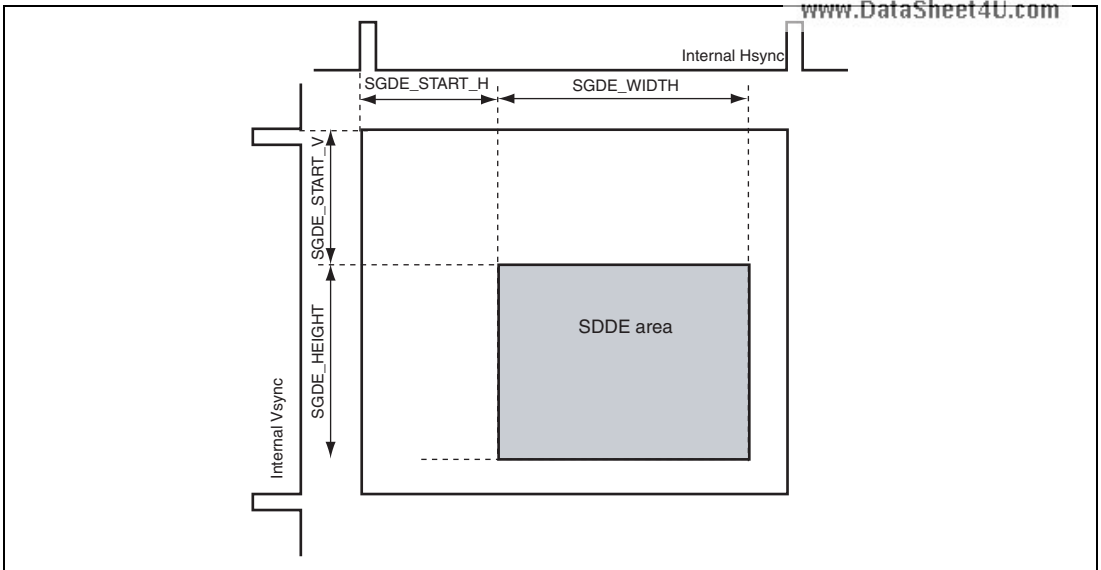 www.DataSheet4U.com
Internal Hsync
SGDE_START_H
SGDE_WIDTH
SGDE_START_V
SGDE_HEIGHT
SDDE area
Internal Vsync